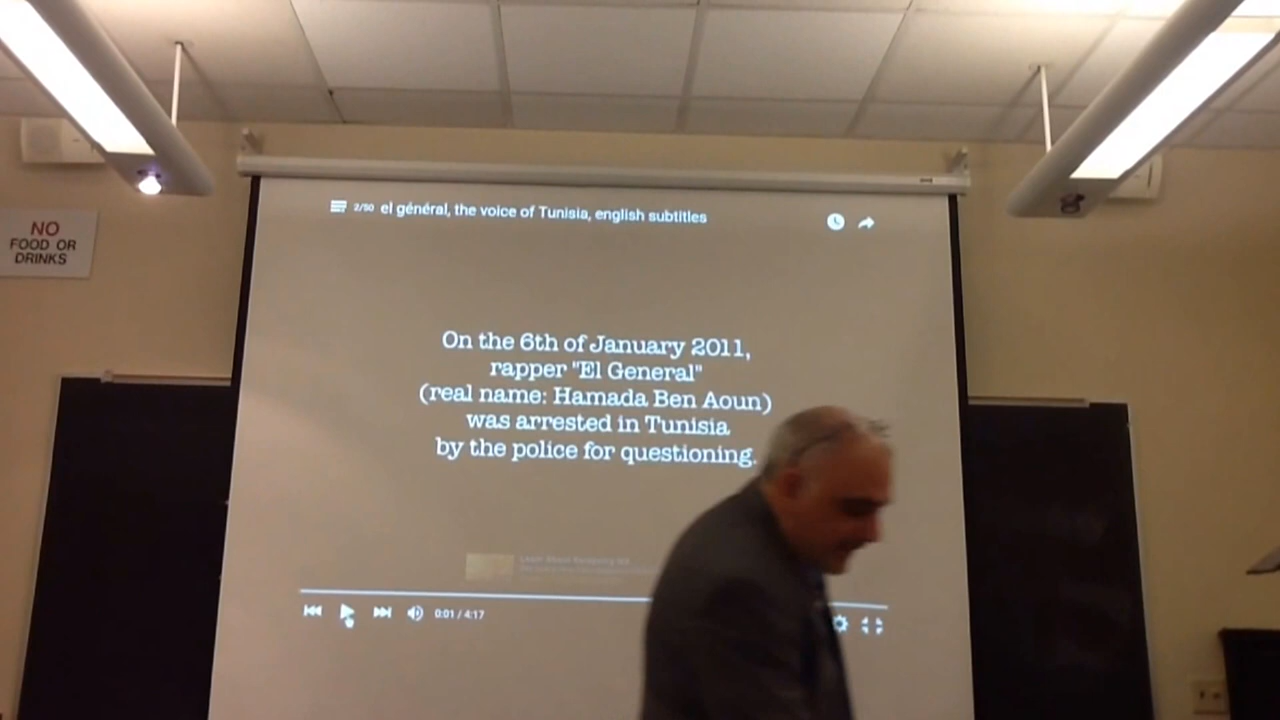 NO
FOOD OR
DRINKS
2/50 el général, the voice of Tunisia, english subtitles
On the 6th of January 2011,
rapper "El General"
(real name: Hamada Ben Aoun)
was arrested in Tunisia
by the police for questioning.
0:01 / 4:17